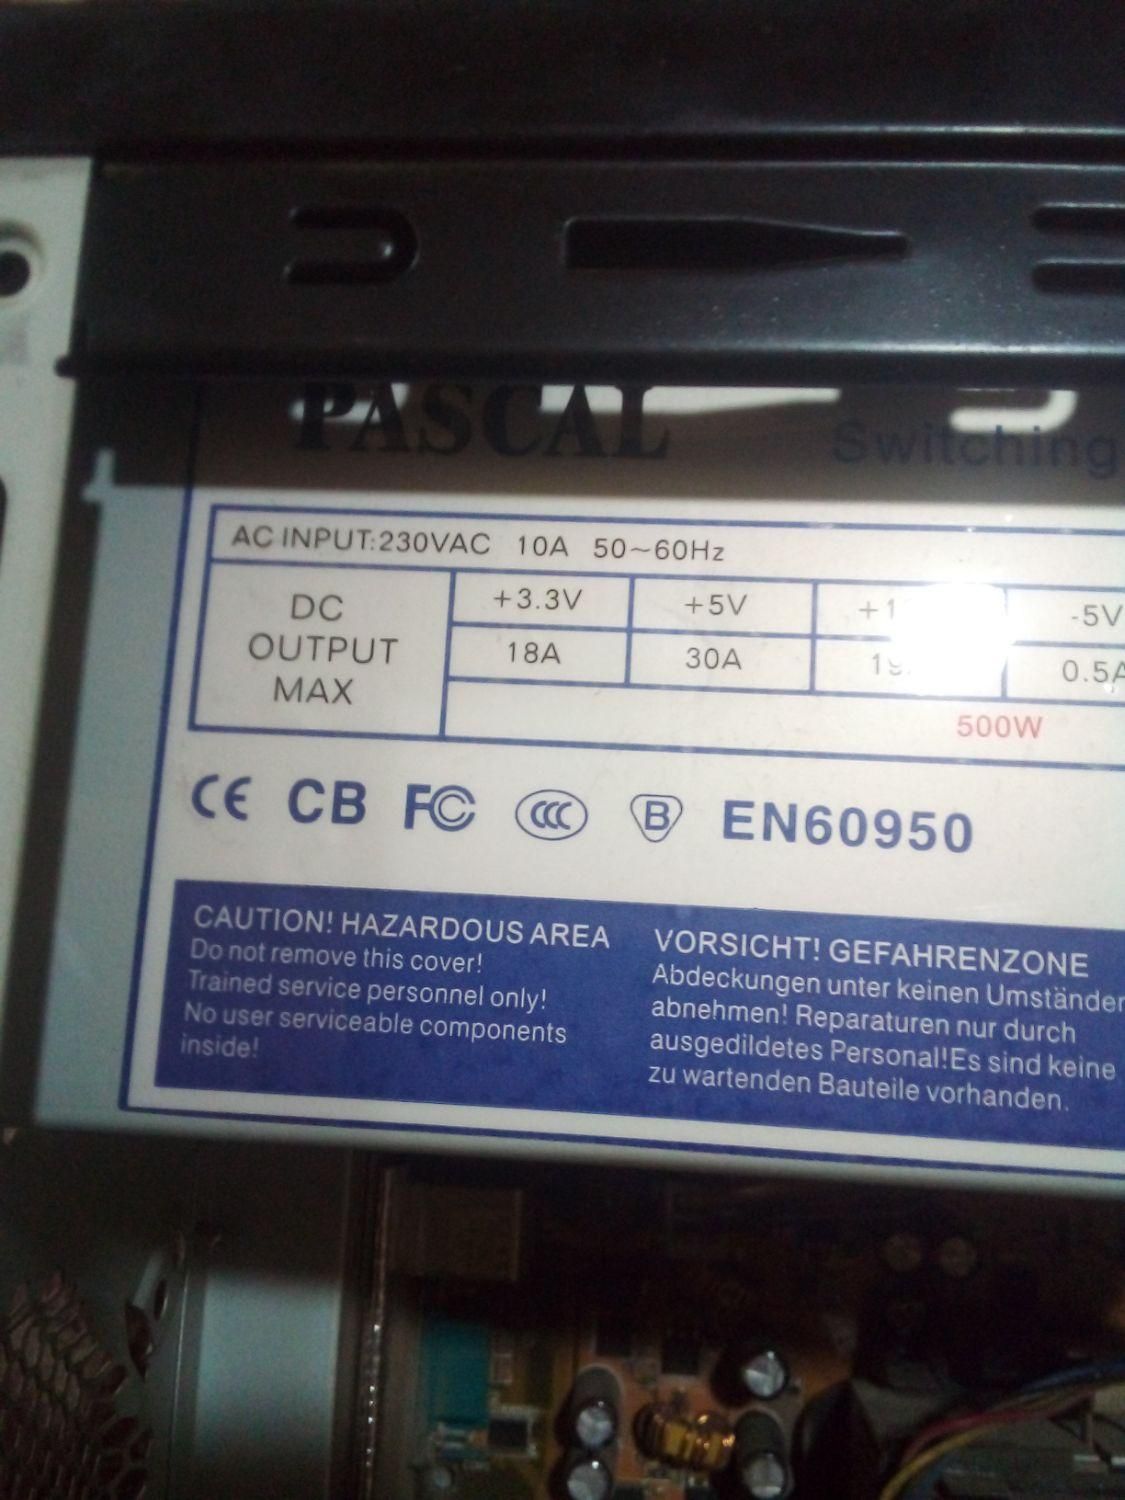 PASCAL Switching
AC INPUT:230VAC 10A 50~60Hz
DC OUTPUT MAX
+3.3V +5V -5V
18A 30A 0.5A
500W
CE CB FC CCC B EN60950
CAUTION! HAZARDOUS AREA
Do not remove this cover!
Trained service personnel only!
No user serviceable components
inside!
VORSICHT! GEFAHRENZONE
Abdeckungen unter keinen Umständen
abnehmen! Reparaturen nur durch
ausgedildetes Personal!Es sind keine
zu wartenden Bauteile vorhanden.